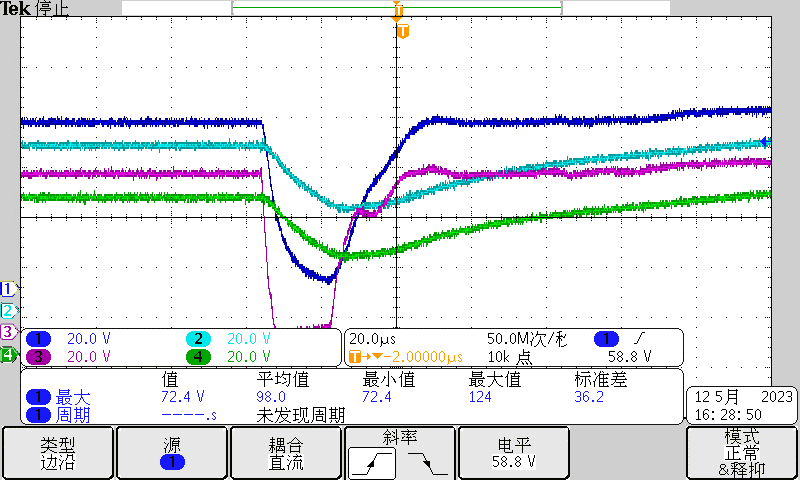 Tek 停止
T
T
1
2
3
4
1 20.0 V 2 20.0 V
3 20.0 V 4 20.0 V
20.0µs 50.0M次/秒 1
T→▼-2.00000µs 10k 点 58.8 V
值 平均值 最小值 最大值 标准差
1 最大 72.4 V 98.0 72.4 124 36.2
1 周期 ----.s 未发现周期
12 5月 2023
16:28:50
类型
边沿
源
1
耦合
直流
斜率
电平
58.8 V
模式
正常
&释抑